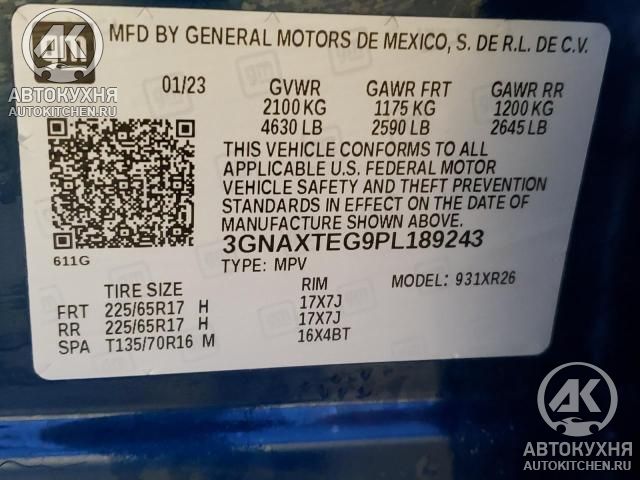 MFD BY GENERAL MOTORS DE MEXICO, S. DE R.L. DE C.V.
01/23 GVWR GAWR FRT GAWR RR
2100 KG 1175 KG 1200 KG
4630 LB 2590 LB 2645 LB
THIS VEHICLE CONFORMS TO ALL
APPLICABLE U.S. FEDERAL MOTOR
VEHICLE SAFETY AND THEFT PREVENTION
STANDARDS IN EFFECT ON THE DATE OF
MANUFACTURE SHOWN ABOVE.
3GNAXTEG9PL189243
611G
TYPE: MPV MODEL: 931XR26
TIRE SIZE RIM
FRT 225/65R17 H 17X7J
RR 225/65R17 H 17X7J
SPA T135/70R16 M 16X4BT
АК
АВТОКУХНЯ
AUTOKITCHEN.RU
АК
АВТОКУХНЯ
AUTOKITCHEN.RU